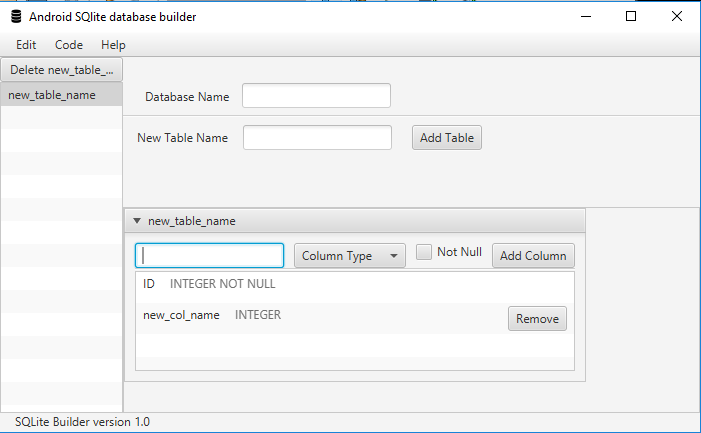 Android SQlite database builder
Edit Code Help
Delete new_table_...
new_table_name
Database Name
New Table Name Add Table
new_table_name
Column Type Not Null Add Column
ID INTEGER NOT NULL
new_col_name INTEGER Remove
SQLite Builder version 1.0